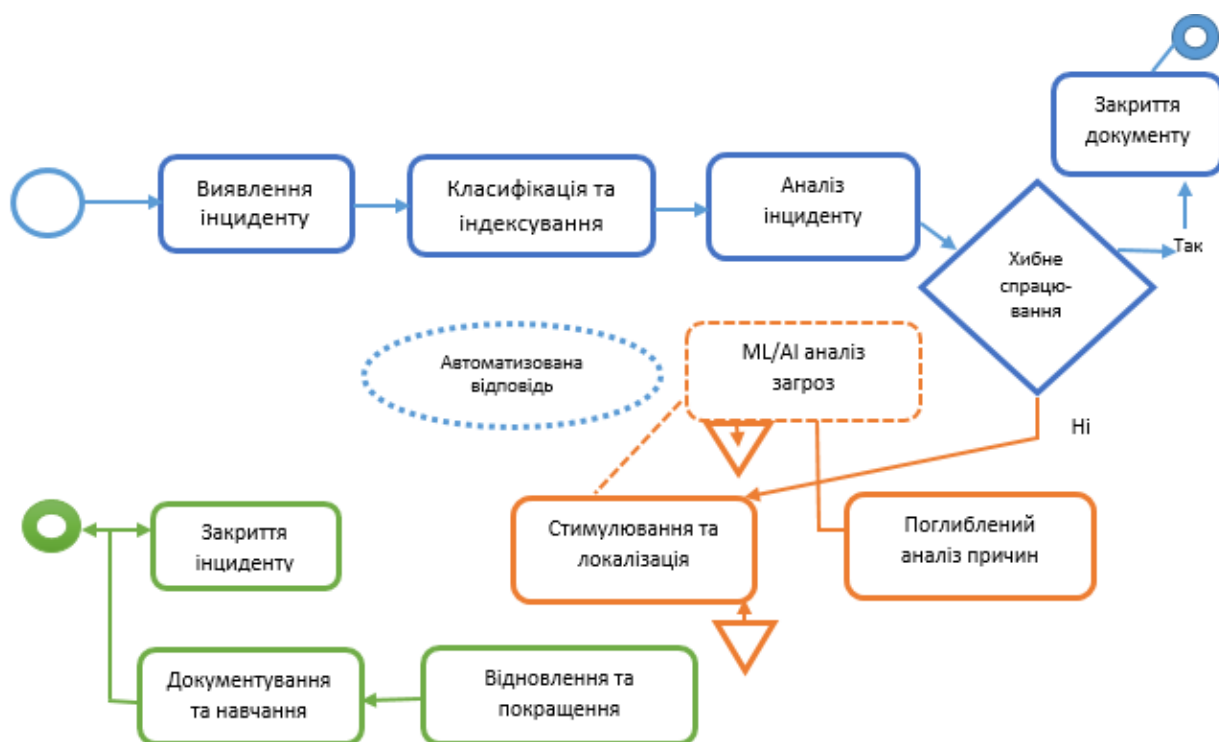 Закриття
документу
Виявлення
інциденту
Класифікація та
індексування
Аналіз
інциденту
Хибне
спрацю-
вання
Так
Автоматизована
відповідь
ML/AI аналіз
загроз
Ні
Закриття
інциденту
Стимулювання та
локалізація
Поглиблений
аналіз причин
Документування
та навчання
Відновлення та
покращення